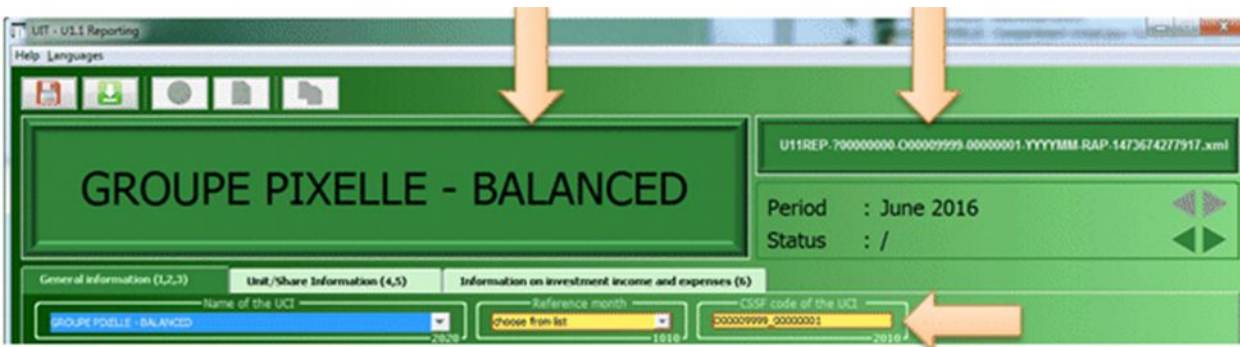 UIT - U1.1 Reporting
Help Languages
GROUPE PIXELLE - BALANCED
U11REP-?00000000-O00009999-00000001-YYYYMM-RAP-1473674277917.xml
Period : June 2016
Status : /
General information (1,2,3)
Unit/Share Information (4,5)
Information on investment income and expenses (6)
Name of the UCI
Reference month
CSSF code of the UCI
GROUPE PIXELLE - BALANCED
choose from list
O00009999_00000001
2020
1010
2010